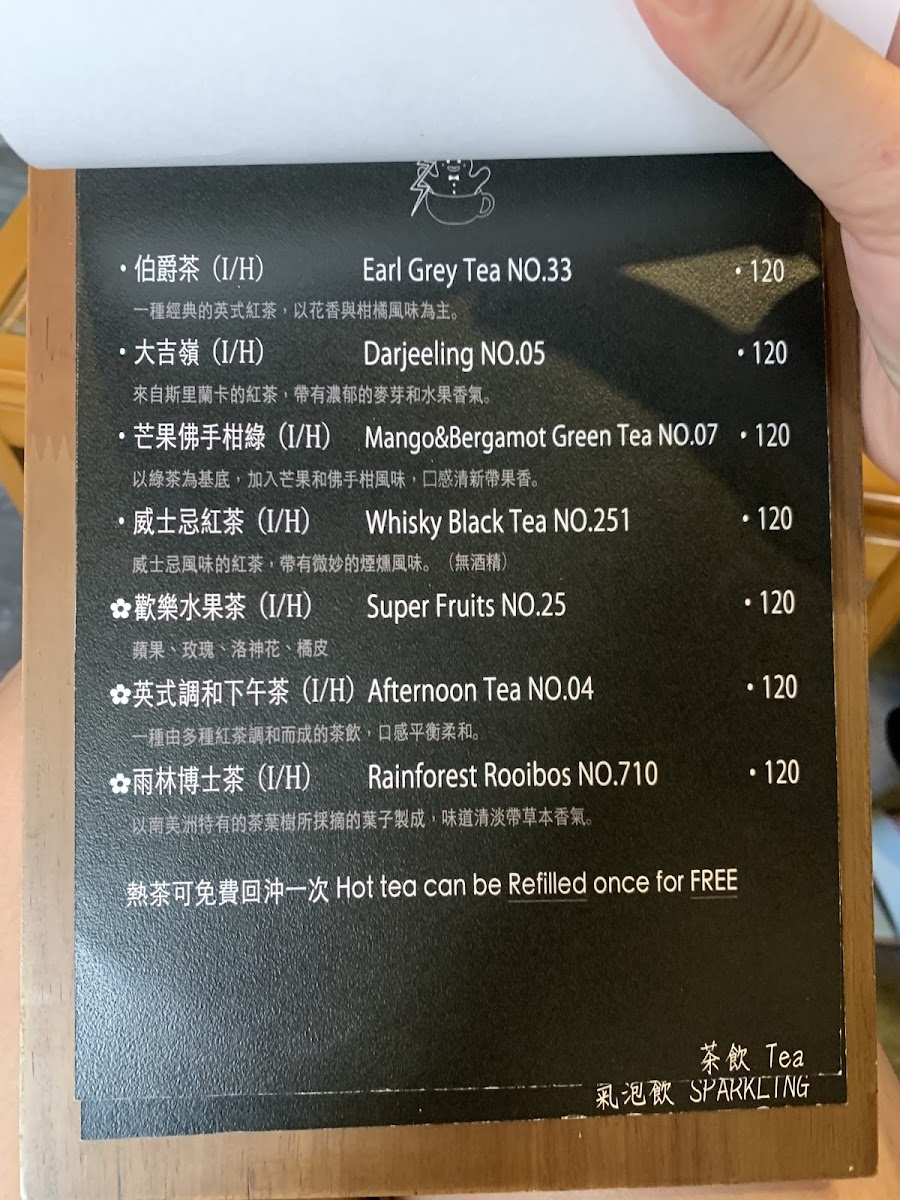 • 伯爵茶 (I/H) Earl Grey Tea NO.33 • 120
一種經典的英式紅茶，以花香與柑橘風味為主。
• 大吉嶺 (I/H) Darjeeling NO.05 • 120
來自斯里蘭卡的紅茶，帶有濃郁的麥芽和水果香氣。
• 芒果佛手柑綠 (I/H) Mango&Bergamot Green Tea NO.07 • 120
以綠茶為基底，加入芒果和佛手柑風味，口感清新帶果香。
• 威士忌紅茶 (I/H) Whisky Black Tea NO.251 • 120
威士忌風味的紅茶，帶有微妙的煙燻風味。（無酒精）
✿歡樂水果茶 (I/H) Super Fruits NO.25 • 120
蘋果、玫瑰、洛神花、橘皮
✿英式調和下午茶 (I/H) Afternoon Tea NO.04 • 120
一種由多種紅茶調和而成的茶飲，口感平衡柔和。
✿雨林博士茶 (I/H) Rainforest Rooibos NO.710 • 120
以南美洲特有的茶葉樹所採摘的葉子製成，味道清淡帶草本香氣。
熱茶可免費回沖一次 Hot tea can be Refilled once for FREE
茶飲 Tea
氣泡飲 SPARKLING